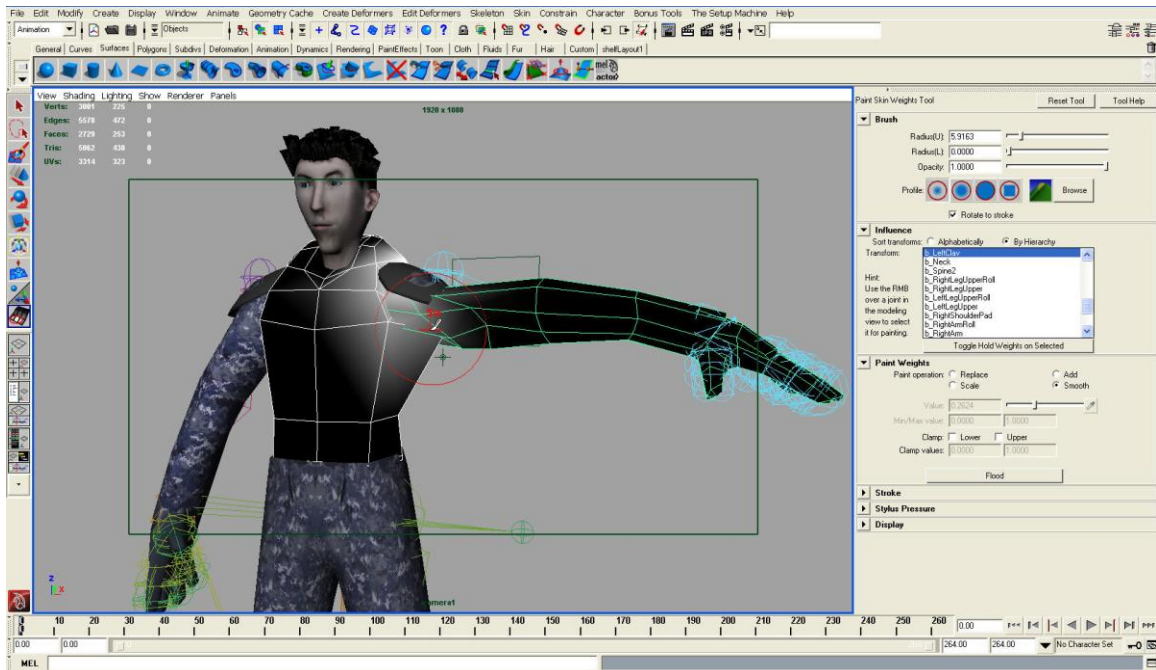 File Edit Modify Create Display Window Animate Geometry Cache Create Deformers Edit Deformers Skeleton Skin Constrain Character Bonus Tools The Setup Machine Help
Animation Objects
General Curves Surfaces Polygons Subdivs Deformation Animation Dynamics Rendering PaintEffects Toon Cloth Fluids Fur Hair Custom shelfLayout1
mel
actor
View Shading Lighting Show Renderer Panels
Verts: 3001 225 0
Edges: 5578 472 0
Faces: 2729 253 0
Tris: 5062 438 0
UVs: 3314 323 0
1920 x 1080
Z
X
Paint Skin Weights Tool Reset Tool Tool Help
Brush
Radius(U): 5.9163
Radius(L): 0.0000
Opacity: 1.0000
Profile: Browse
Rotate to stroke
Influence
Sort transforms: Alphabetically By Hierarchy
Transform: b_LeftClav
b_Neck
b_Spine2
b_RightLegUpperRoll
b_RightLegUpper
b_LeftLegUpperRoll
b_LeftLegUpper
b_RightShoulderPad
b_RightArmRoll
b_RightArm
Hint:
Use the RMB
over a joint in
the modeling
view to select
it for painting.
Toggle Hold Weights on Selected
Paint Weights
Paint operation: Replace Add
Scale Smooth
Value: 0.2624
Min/Max value: 0.0000 1.0000
Clamp: Lower Upper
Clamp values: 0.0000 1.0000
Flood
Stroke
Stylus Pressure
Display
10 20 30 40 50 60 70 80 90 100 110 120 130 140 150 160 170 180 190 200 210 220 230 240 250 260 0.00
0.00 0.00 264.00 264.00 No Character Set
MEL